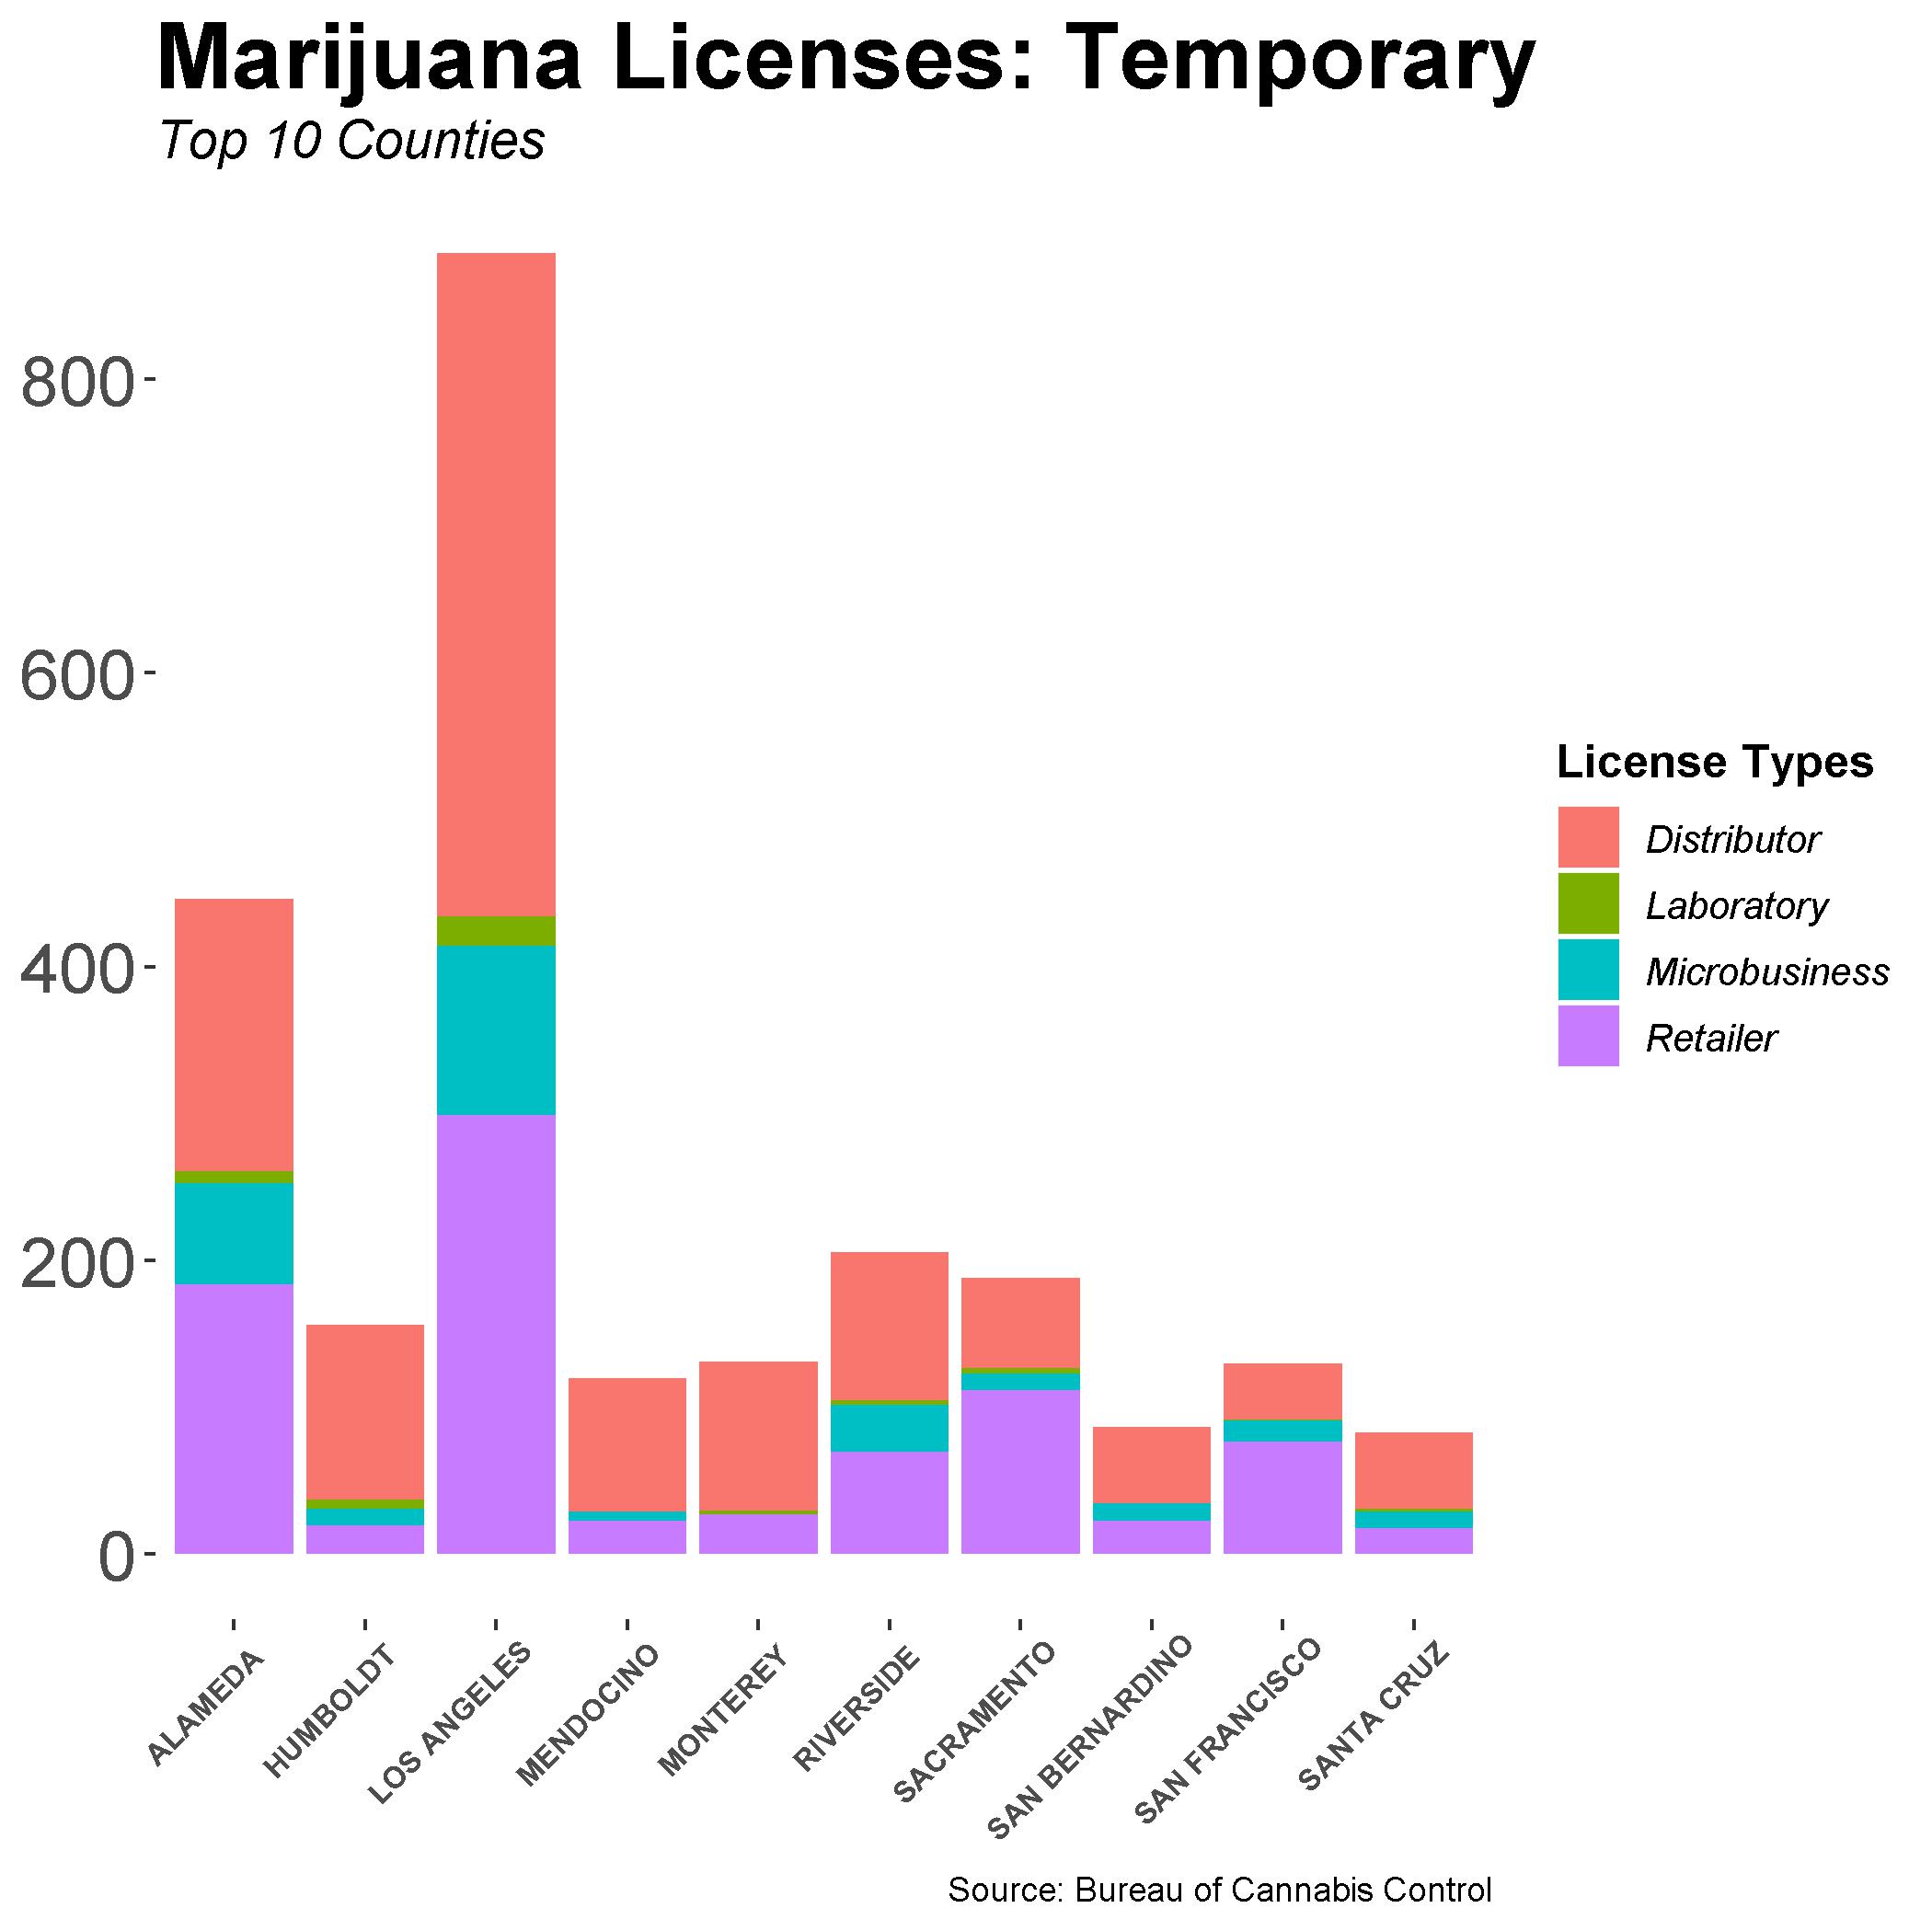 Marijuana Licenses: Temporary
Top 10 Counties
800
600
400
200
0
License Types
Distributor
Laboratory
Microbusiness
Retailer
ALAMEDA
HUMBOLDT
LOS ANGELES
MENDOCINO
MONTEREY
RIVERSIDE
SACRAMENTO
SAN BERNARDINO
SAN FRANCISCO
SANTA CRUZ
Source: Bureau of Cannabis Control